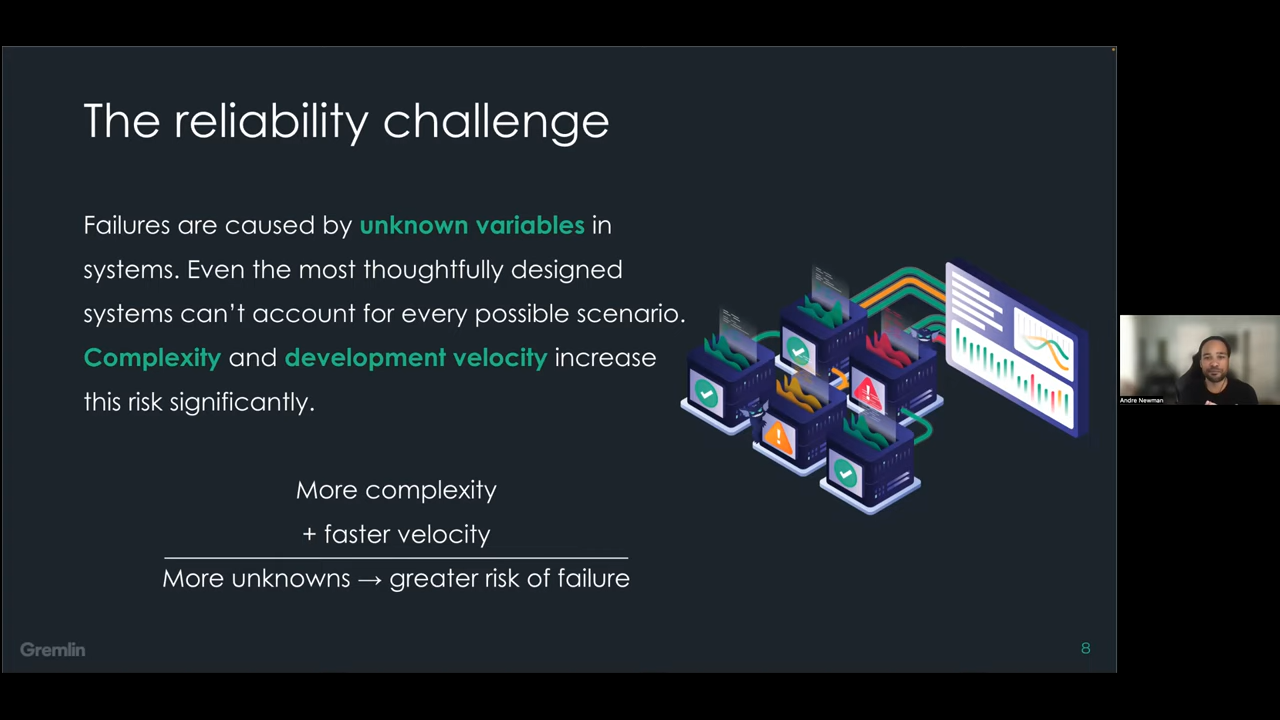 The reliability challenge
Failures are caused by unknown variables in
systems. Even the most thoughtfully designed
systems can’t account for every possible scenario.
Complexity and development velocity increase
this risk significantly.
More complexity
+ faster velocity
More unknowns → greater risk of failure
Gremlin
8
Andre Newman